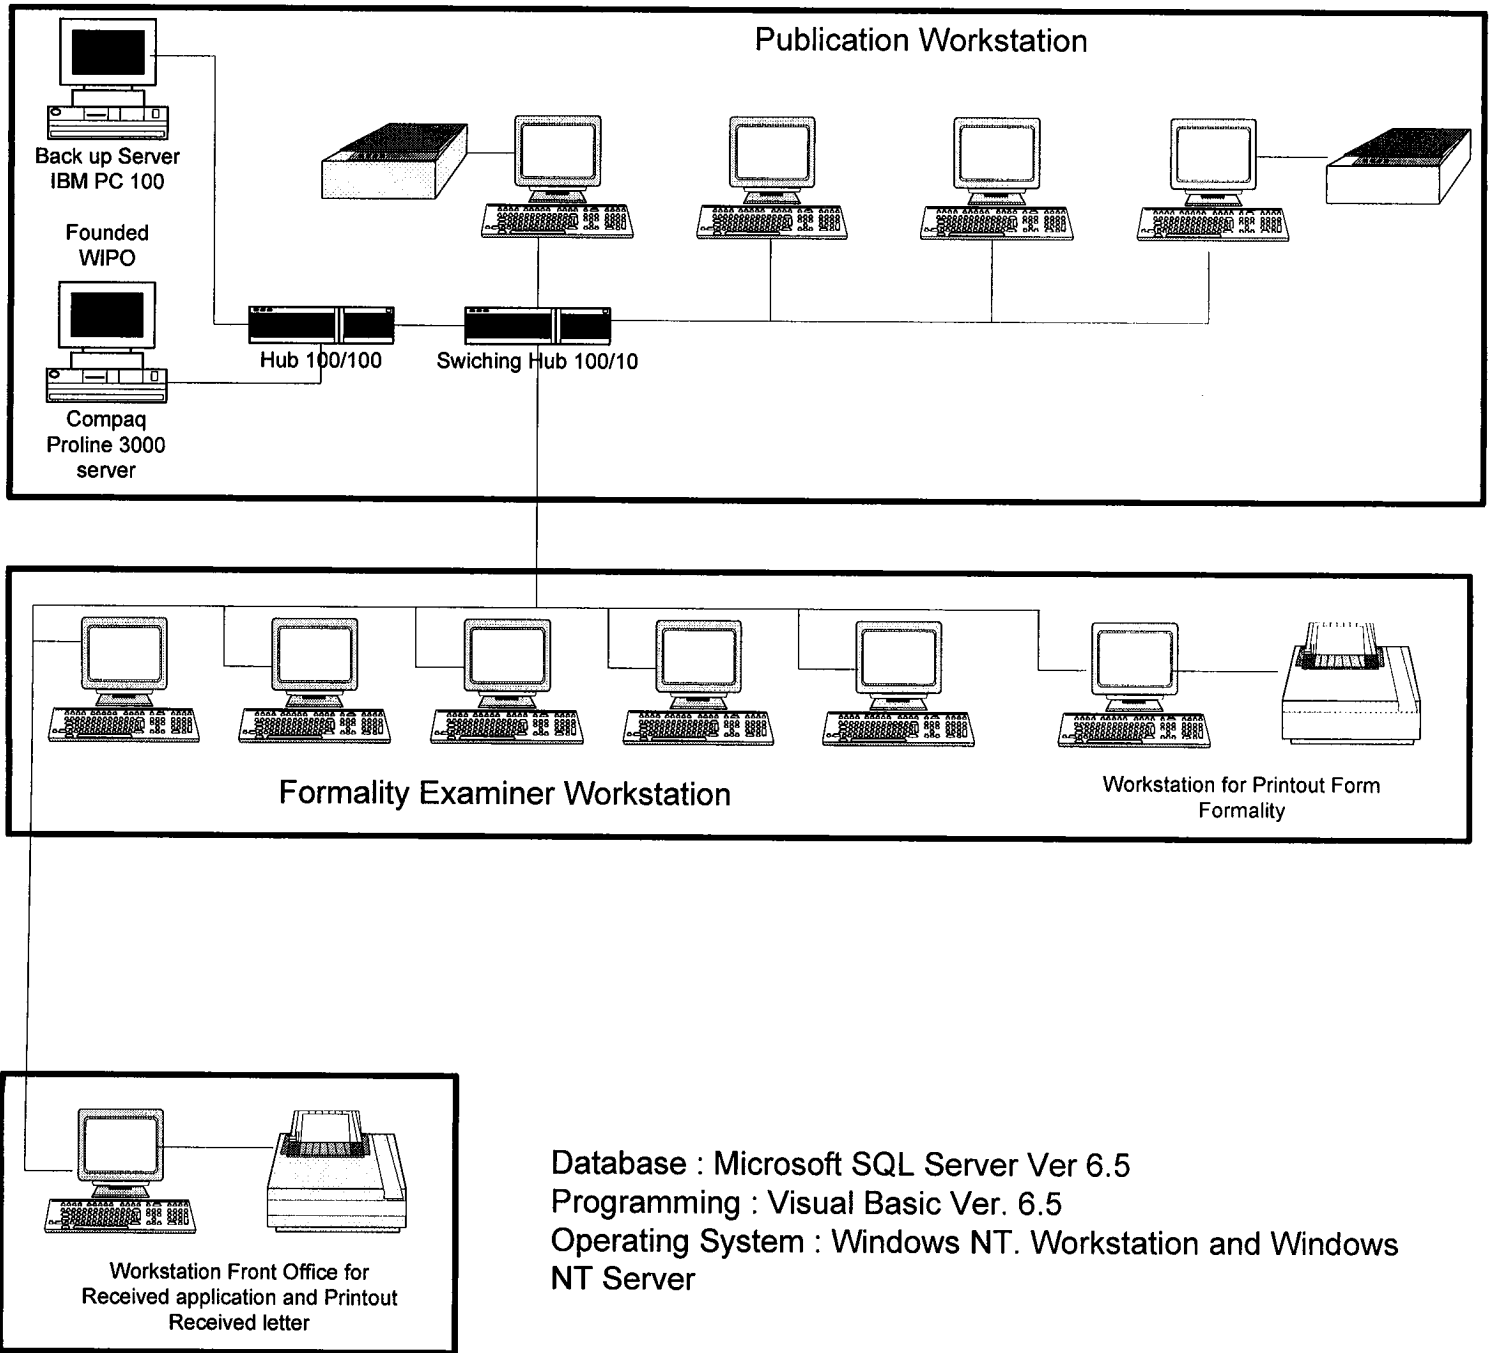 Publication Workstation
Back up Server
IBM PC 100
Founded
WIPO
Hub 100/100
Swiching Hub 100/10
Compaq
Proline 3000
server
Formality Examiner Workstation
Workstation for Printout Form
Formality
Workstation Front Office for
Received application and Printout
Received letter
Database : Microsoft SQL Server Ver 6.5
Programming : Visual Basic Ver. 6.5
Operating System : Windows NT. Workstation and Windows
NT Server